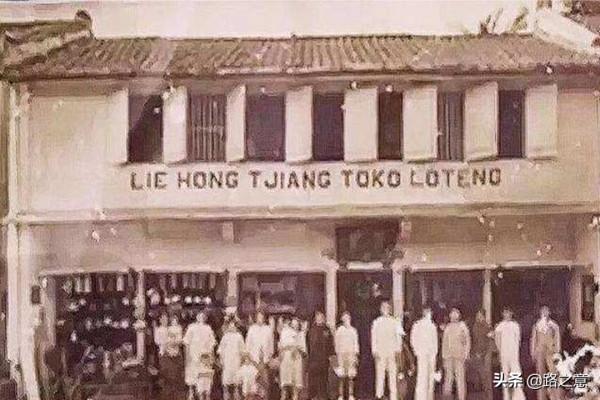 LIE HONG TJIANG TOKO LOTENG
头条 @路之意